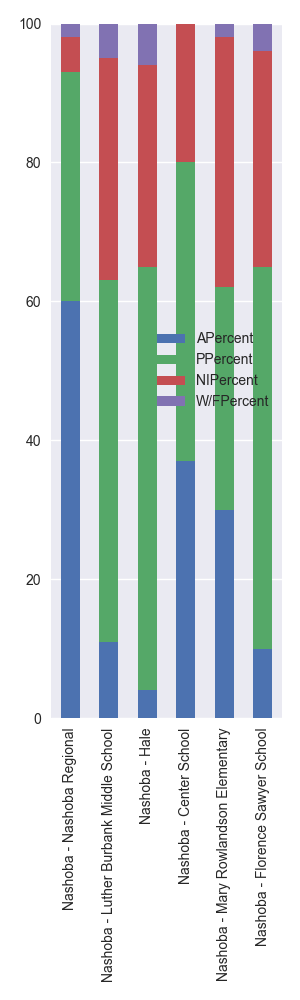 100
80
60
40
20
0
APercent
PPercent
NIPercent
W/FPercent
Nashoba - Nashoba Regional
Nashoba - Luther Burbank Middle School
Nashoba - Hale
Nashoba - Center School
Nashoba - Mary Rowlandson Elementary
Nashoba - Florence Sawyer School